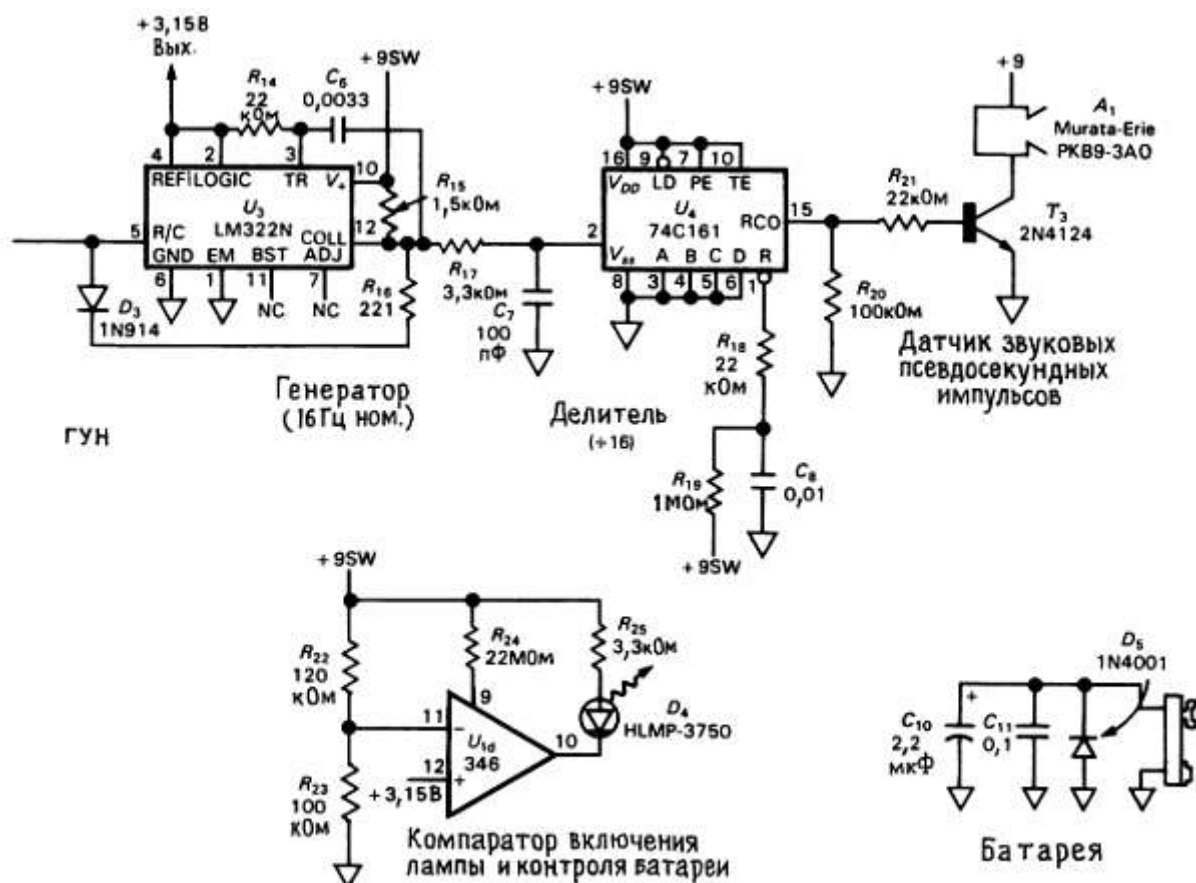 +3,15В
Вых.
R14
22
кОм
C6
0,0033
+9SW
4
2
3
10
REF
LOGIC
TR
V+
R15
1,5кОм
U3
LM322N
5
R/C
COLL
12
GND
EM
BST
ADJ
6
1
11
7
NC
NC
D3
1N914
R16
221
R17
3,3кОм
C7
100
пФ
Генератор
(16Гц ном.)
ГУН
+9SW
16
9
7
10
VDD
LD
PE
TE
U4
74C161
2
RCO
15
Vss
A
B
C
D
R
8
3
4
5
6
1
R18
22
кОм
Делитель
(÷16)
R19
1МОм
C8
0,01
+9SW
R21
22кОм
R20
100кОм
+9
A1
Murata-Erie
PKB9-3AO
T3
2N4124
Датчик звуковых
псевдосекундных
импульсов
+9SW
R22
120
кОм
R24
22МОм
R25
3,3кОм
9
11
−
U1d
346
10
12
+
+3,15В
D4
HLMP-3750
R23
100
кОм
Компаратор включения
лампы и контроля батареи
D5
1N4001
+
C10
2,2
мкФ
C11
0,1
Батарея